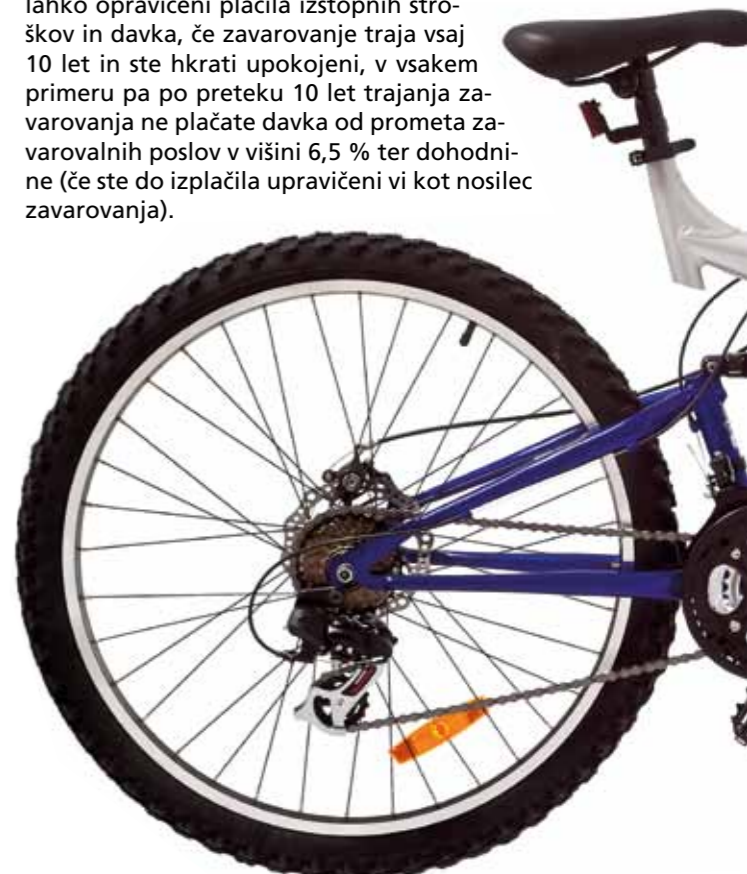 lahko opravičeni plačila izstopnih stro-
škov in davka, če zavarovanje traja vsaj
10 let in ste hkrati upokojeni, v vsakem
primeru pa po preteku 10 let trajanja za-
varovanja ne plačate davka od prometa za-
varovalnih poslov v višini 6,5 % ter dohodni-
ne (če ste do izplačila upravičeni vi kot nosilec
zavarovanja).